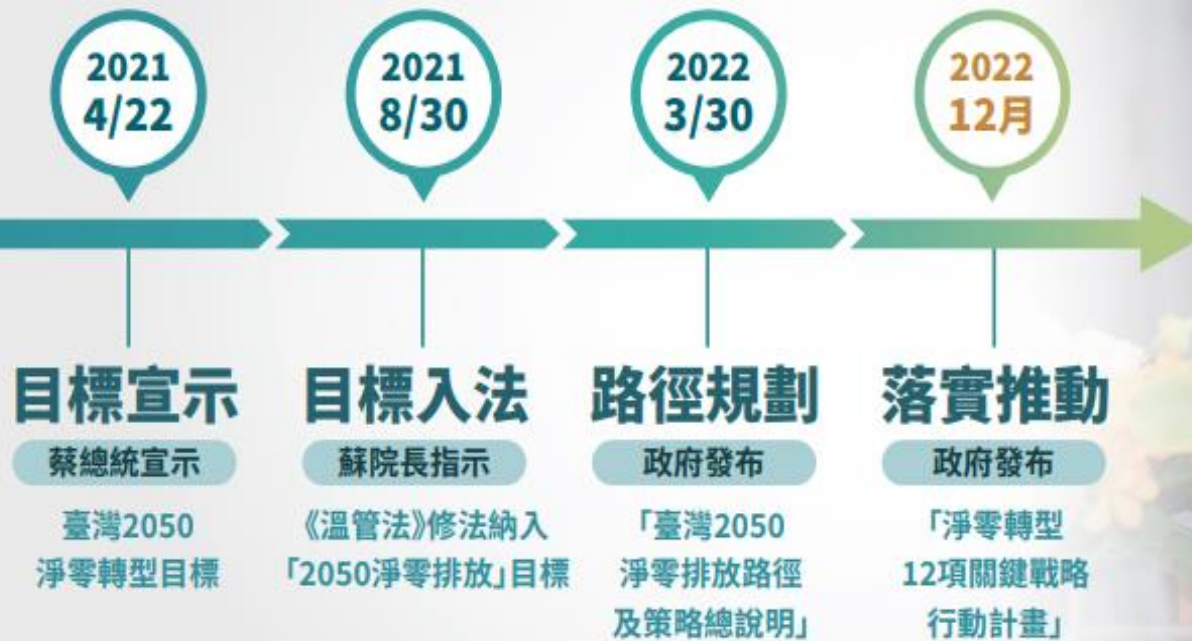 2021
4/22
2021
8/30
2022
3/30
2022
12月
目標宣示
蔡總統宣示
臺灣2050
淨零轉型目標
目標入法
蘇院長指示
《溫管法》修法納入
「2050淨零排放」目標
路徑規劃
政府發布
「臺灣2050
淨零排放路徑
及策略總說明」
落實推動
政府發布
「淨零轉型
12項關鍵戰略
行動計畫」